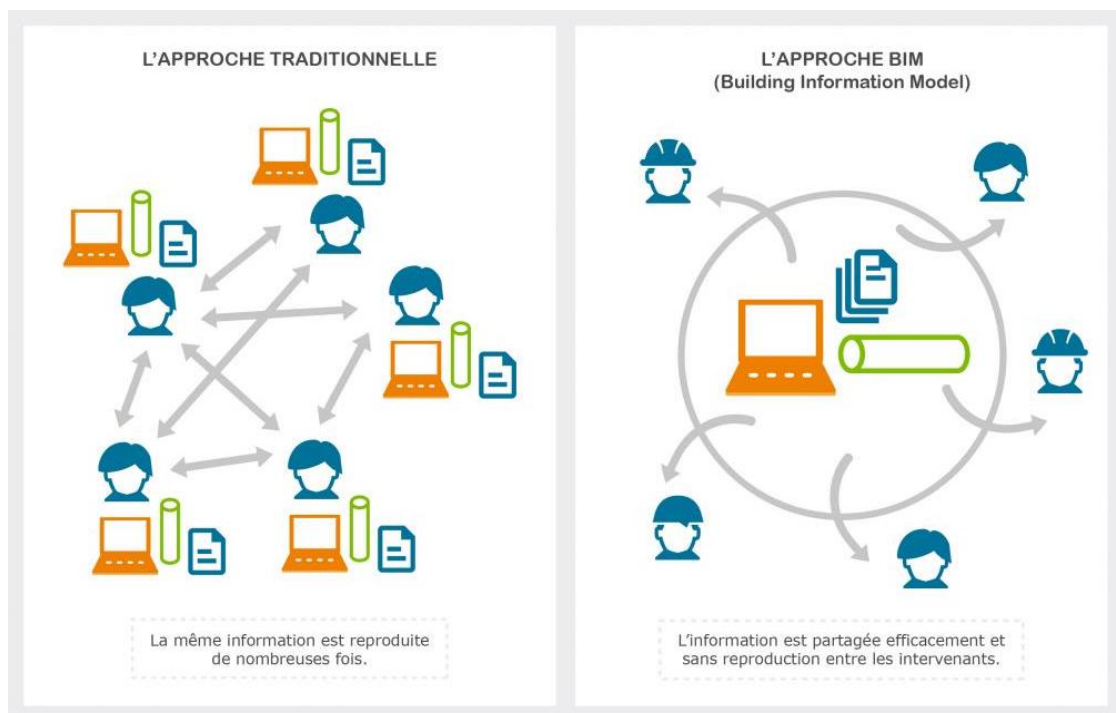 L'APPROCHE TRADITIONNELLE
La même information est reproduite
de nombreuses fois.
L'APPROCHE BIM
(Building Information Model)
L'information est partagée efficacement et
sans reproduction entre les intervenants.